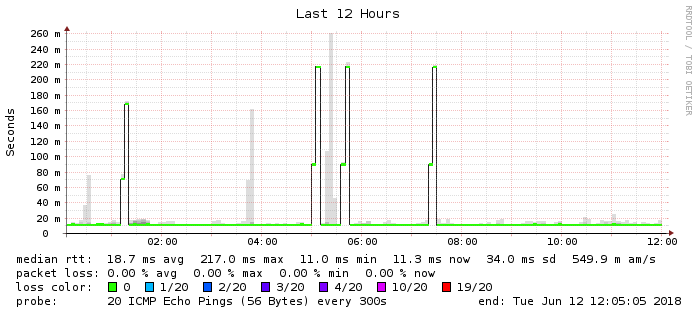 Last 12 Hours
RRDTOOL / TOBI OETIKER
Seconds
260 m
240 m
220 m
200 m
180 m
160 m
140 m
120 m
100 m
80 m
60 m
40 m
20 m
0
02:00 04:00 06:00 08:00 10:00 12:00
median rtt: 18.7 ms avg 217.0 ms max 11.0 ms min 11.3 ms now 34.0 ms sd 549.9 m am/s
packet loss: 0.00 % avg 0.00 % max 0.00 % min 0.00 % now
loss color: 0 1/20 2/20 3/20 4/20 10/20 19/20
probe: 20 ICMP Echo Pings (56 Bytes) every 300s end: Tue Jun 12 12:05:05 2018